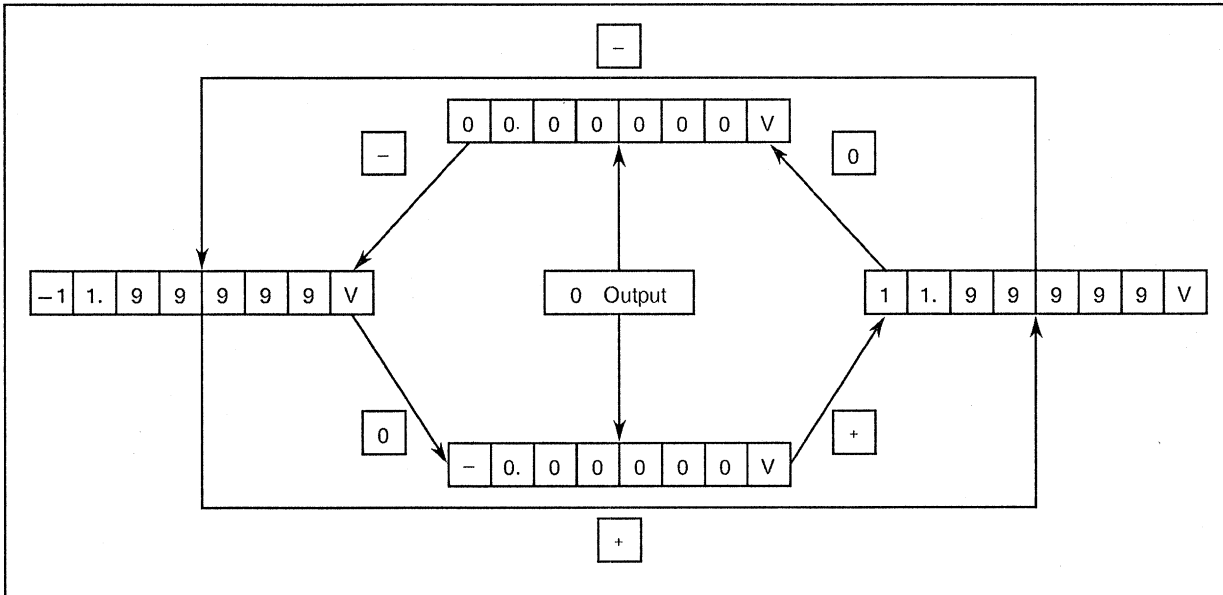 –
0 0. 0 0 0 0 0 V
– 0
–1 1. 9 9 9 9 9 V
0 Output
1 1. 9 9 9 9 9 V
0 +
– 0. 0 0 0 0 0 V
+